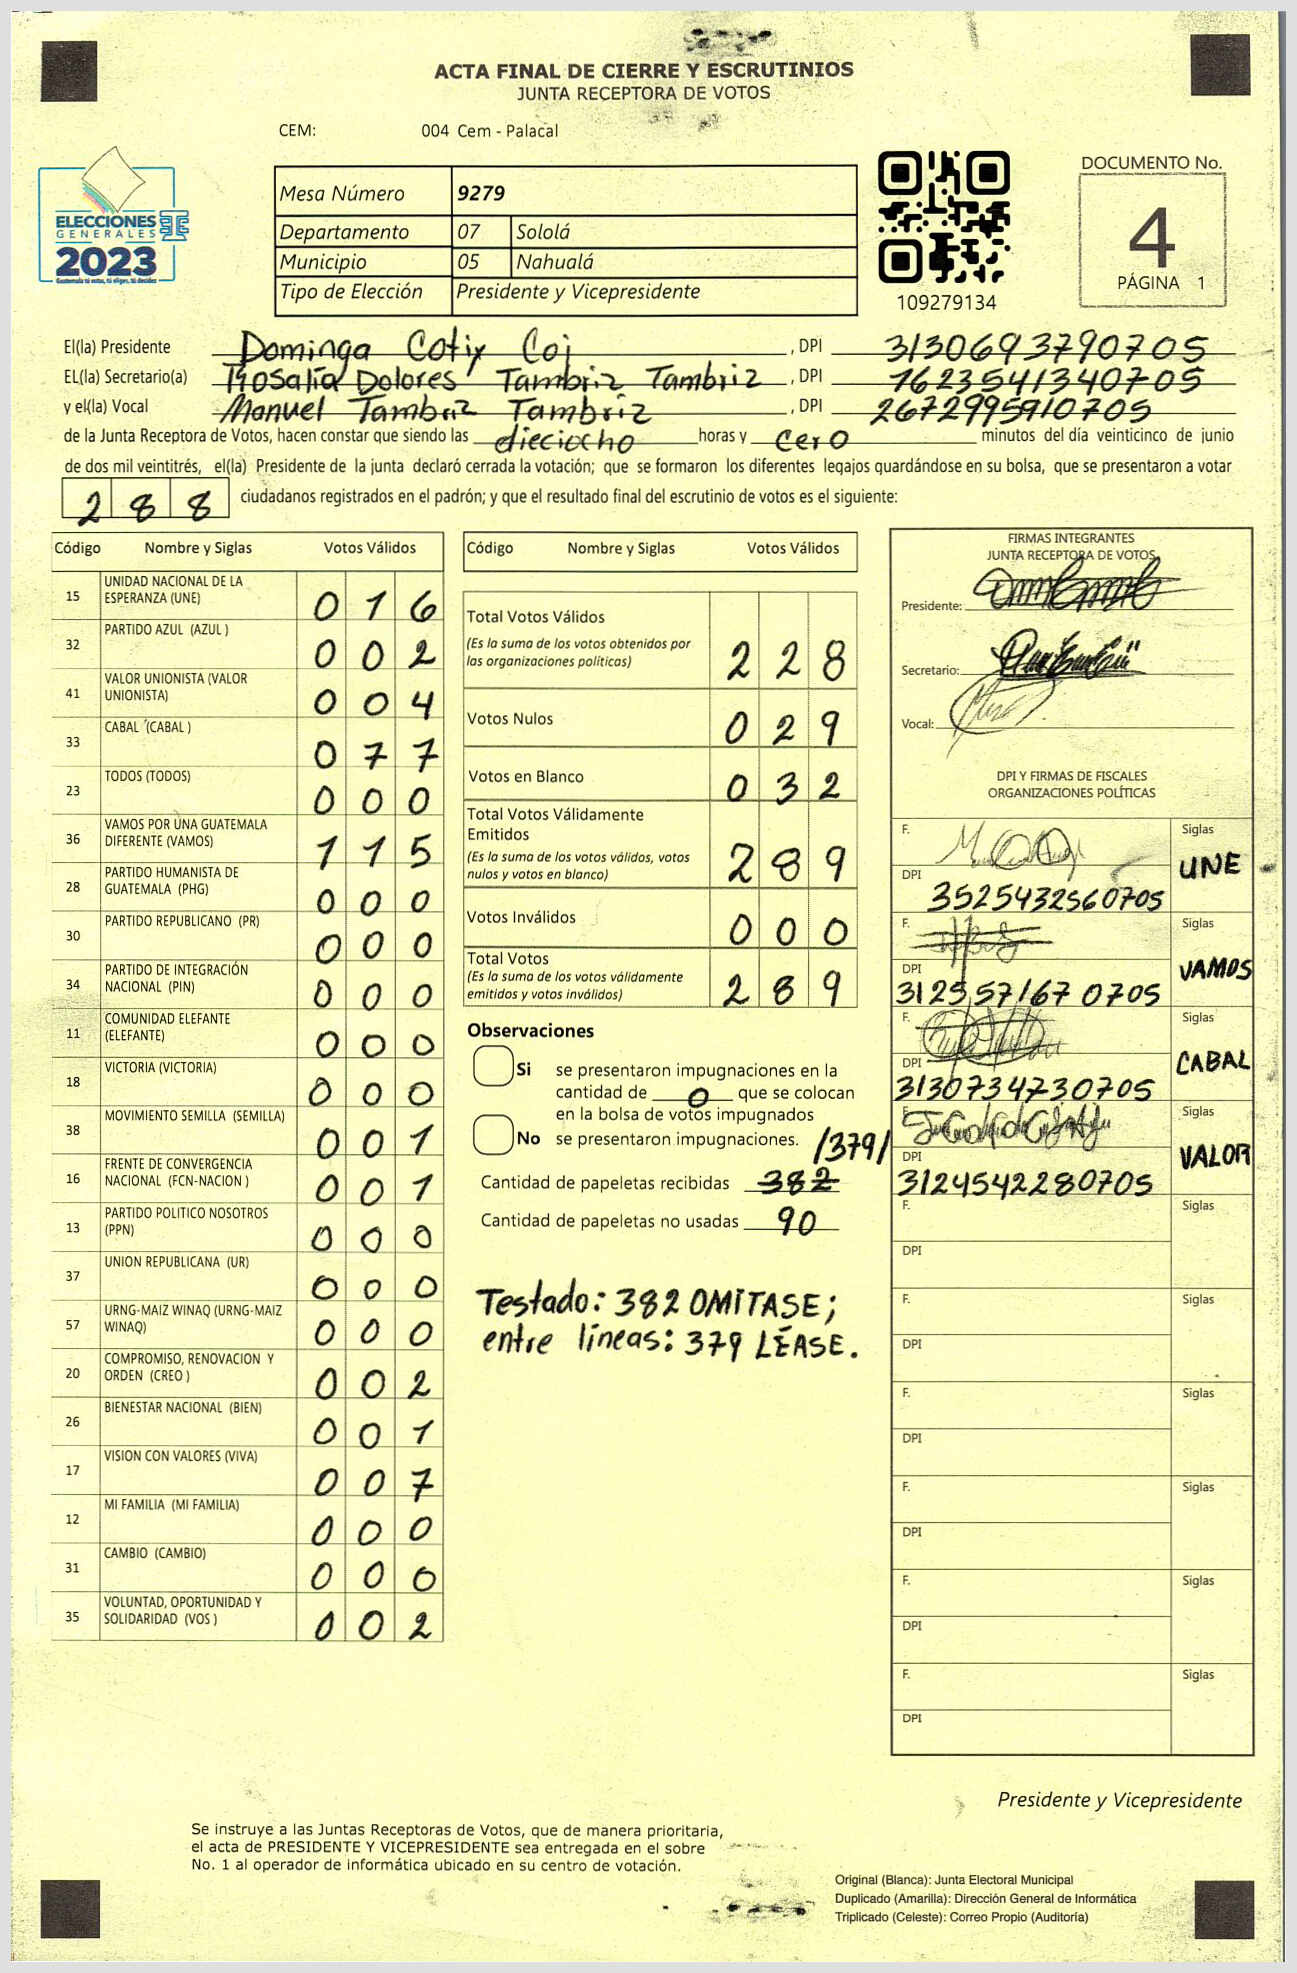 ACTA FINAL DE CIERRE Y ESCRUTINIOS
JUNTA RECEPTORA DE VOTOS
CEM: 004 Cem - Palacal
ELECCIONES
GENERALES
2023
Guatemala tú votas, tú eliges, tú decides
Mesa Número 9279
Departamento 07 Sololá
Municipio 05 Nahualá
Tipo de Elección Presidente y Vicepresidente
109279134
DOCUMENTO No.
4
PÁGINA 1
El(la) Presidente Dominga Cotiy Coj , DPI 3130693790705
EL(la) Secretario(a) Rosalía Dolores Tambriz Tambriz , DPI 1623541340705
y el(la) Vocal Manuel Tambriz Tambriz , DPI 2672995910705
de la Junta Receptora de Votos, hacen constar que siendo las dieciocho horas y cero minutos del día veinticinco de junio
de dos mil veintitrés, el(la) Presidente de la junta declaró cerrada la votación; que se formaron los diferentes legajos quardándose en su bolsa, que se presentaron a votar
288 ciudadanos registrados en el padrón; y que el resultado final del escrutinio de votos es el siguiente:
Código Nombre y Siglas Votos Válidos
15 UNIDAD NACIONAL DE LA ESPERANZA (UNE) 0 1 6
32 PARTIDO AZUL (AZUL ) 0 0 2
41 VALOR UNIONISTA (VALOR UNIONISTA) 0 0 4
33 CABAL (CABAL ) 0 7 7
23 TODOS (TODOS) 0 0 0
36 VAMOS POR UNA GUATEMALA DIFERENTE (VAMOS) 1 1 5
28 PARTIDO HUMANISTA DE GUATEMALA (PHG) 0 0 0
30 PARTIDO REPUBLICANO (PR) 0 0 0
34 PARTIDO DE INTEGRACIÓN NACIONAL (PIN) 0 0 0
11 COMUNIDAD ELEFANTE (ELEFANTE) 0 0 0
18 VICTORIA (VICTORIA) 0 0 0
38 MOVIMIENTO SEMILLA (SEMILLA) 0 0 1
16 FRENTE DE CONVERGENCIA NACIONAL (FCN-NACION ) 0 0 1
13 PARTIDO POLITICO NOSOTROS (PPN) 0 0 0
37 UNION REPUBLICANA (UR) 0 0 0
57 URNG-MAIZ WINAQ (URNG-MAIZ WINAQ) 0 0 0
20 COMPROMISO, RENOVACION Y ORDEN (CREO ) 0 0 2
26 BIENESTAR NACIONAL (BIEN) 0 0 1
17 VISION CON VALORES (VIVA) 0 0 7
12 MI FAMILIA (MI FAMILIA) 0 0 0
31 CAMBIO (CAMBIO) 0 0 0
35 VOLUNTAD, OPORTUNIDAD Y SOLIDARIDAD (VOS ) 0 0 2
Código Nombre y Siglas Votos Válidos
Total Votos Válidos
(Es la suma de los votos obtenidos por
las organizaciones políticas) 2 2 8
Votos Nulos 0 2 9
Votos en Blanco 0 3 2
Total Votos Válidamente
Emitidos
(Es la suma de los votos válidos, votos
nulos y votos en blanco) 2 8 9
Votos Inválidos 0 0 0
Total Votos
(Es la suma de los votos válidamente
emitidos y votos inválidos) 2 8 9
Observaciones
Si se presentaron impugnaciones en la
cantidad de 0 que se colocan
en la bolsa de votos impugnados
No se presentaron impugnaciones.
/379/
Cantidad de papeletas recibidas 382
Cantidad de papeletas no usadas 90
Testado: 382 OMITASE;
entre líneas: 379 LÉASE.
FIRMAS INTEGRANTES
JUNTA RECEPTORA DE VOTOS
Presidente:
Secretario:
Vocal:
DPI Y FIRMAS DE FISCALES
ORGANIZACIONES POLÍTICAS
F. Siglas UNE
DPI 3525432560705
F. Siglas VAMOS
DPI 3125571670705
F. Siglas CABAL
DPI 3130734730705
F. Siglas VALOR
DPI 3124542280705
F. Siglas
DPI
F. Siglas
DPI
F. Siglas
DPI
F. Siglas
DPI
F. Siglas
DPI
F. Siglas
DPI
Presidente y Vicepresidente
Se instruye a las Juntas Receptoras de Votos, que de manera prioritaria,
el acta de PRESIDENTE Y VICEPRESIDENTE sea entregada en el sobre
No. 1 al operador de informática ubicado en su centro de votación.
Original (Blanca): Junta Electoral Municipal
Duplicado (Amarilla): Dirección General de Informática
Triplicado (Celeste): Correo Propio (Auditoría)